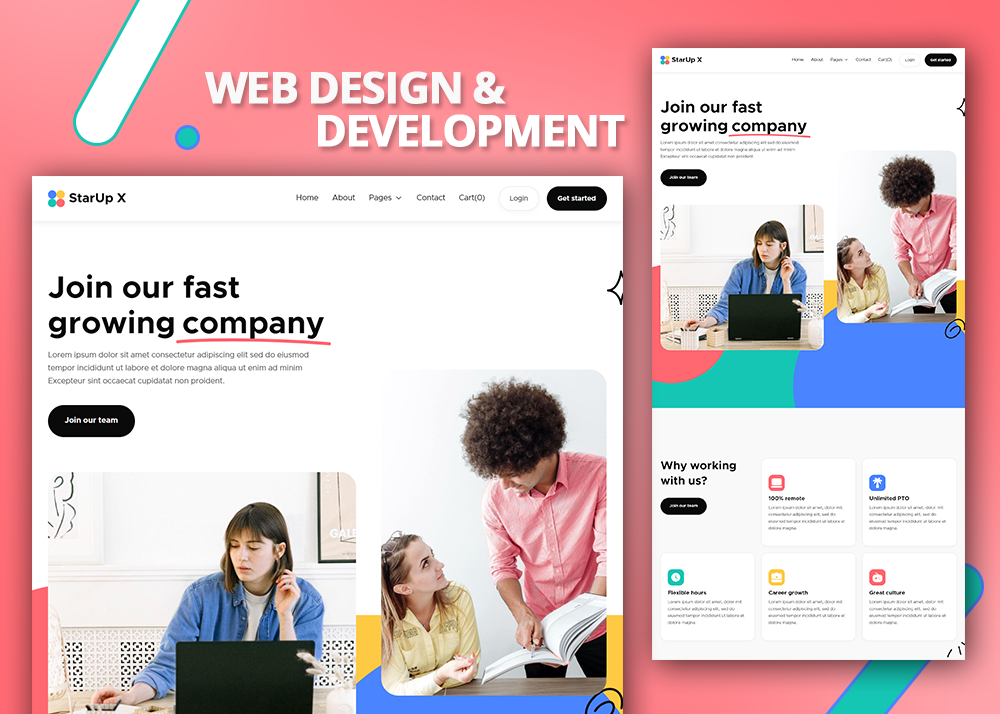 WEB DESIGN &
DEVELOPMENT
StarUp X
Home About Pages Contact Cart(0) Login Get started
Join our fast
growing company
Lorem ipsum dolor sit amet consectetur adipiscing elit sed do eiusmod
tempor incididunt ut labore et dolore magna aliqua ut enim ad minim
Excepteur sint occaecat cupidatat non proident.
Join our team
GALE
StarUp X
Home About Pages Contact Cart(0) Login Get started
Join our fast
growing company
Lorem ipsum dolor sit amet consectetur adipiscing elit sed do eiusmod
tempor incididunt ut labore et dolore magna aliqua ut enim ad minim
Excepteur sint occaecat cupidatat non proident.
Join our team
Why working
with us?
Join our team
100% remote
Lorem ipsum dolor sit amet, dolor mit
consectetur adipiscing elit, sed do
eiusmod tempor incididunt ut labore et
dolore magna.
Unlimited PTO
Lorem ipsum dolor sit amet, dolor mit
consectetur adipiscing elit, sed do
eiusmod tempor incididunt ut labore et
dolore magna.
Flexible hours
Lorem ipsum dolor sit amet, dolor mit
consectetur adipiscing elit, sed do
eiusmod tempor incididunt ut labore et
dolore magna.
Career growth
Lorem ipsum dolor sit amet, dolor mit
consectetur adipiscing elit, sed do
eiusmod tempor incididunt ut labore et
dolore magna.
Great culture
Lorem ipsum dolor sit amet, dolor mit
consectetur adipiscing elit, sed do
eiusmod tempor incididunt ut labore et
dolore magna.